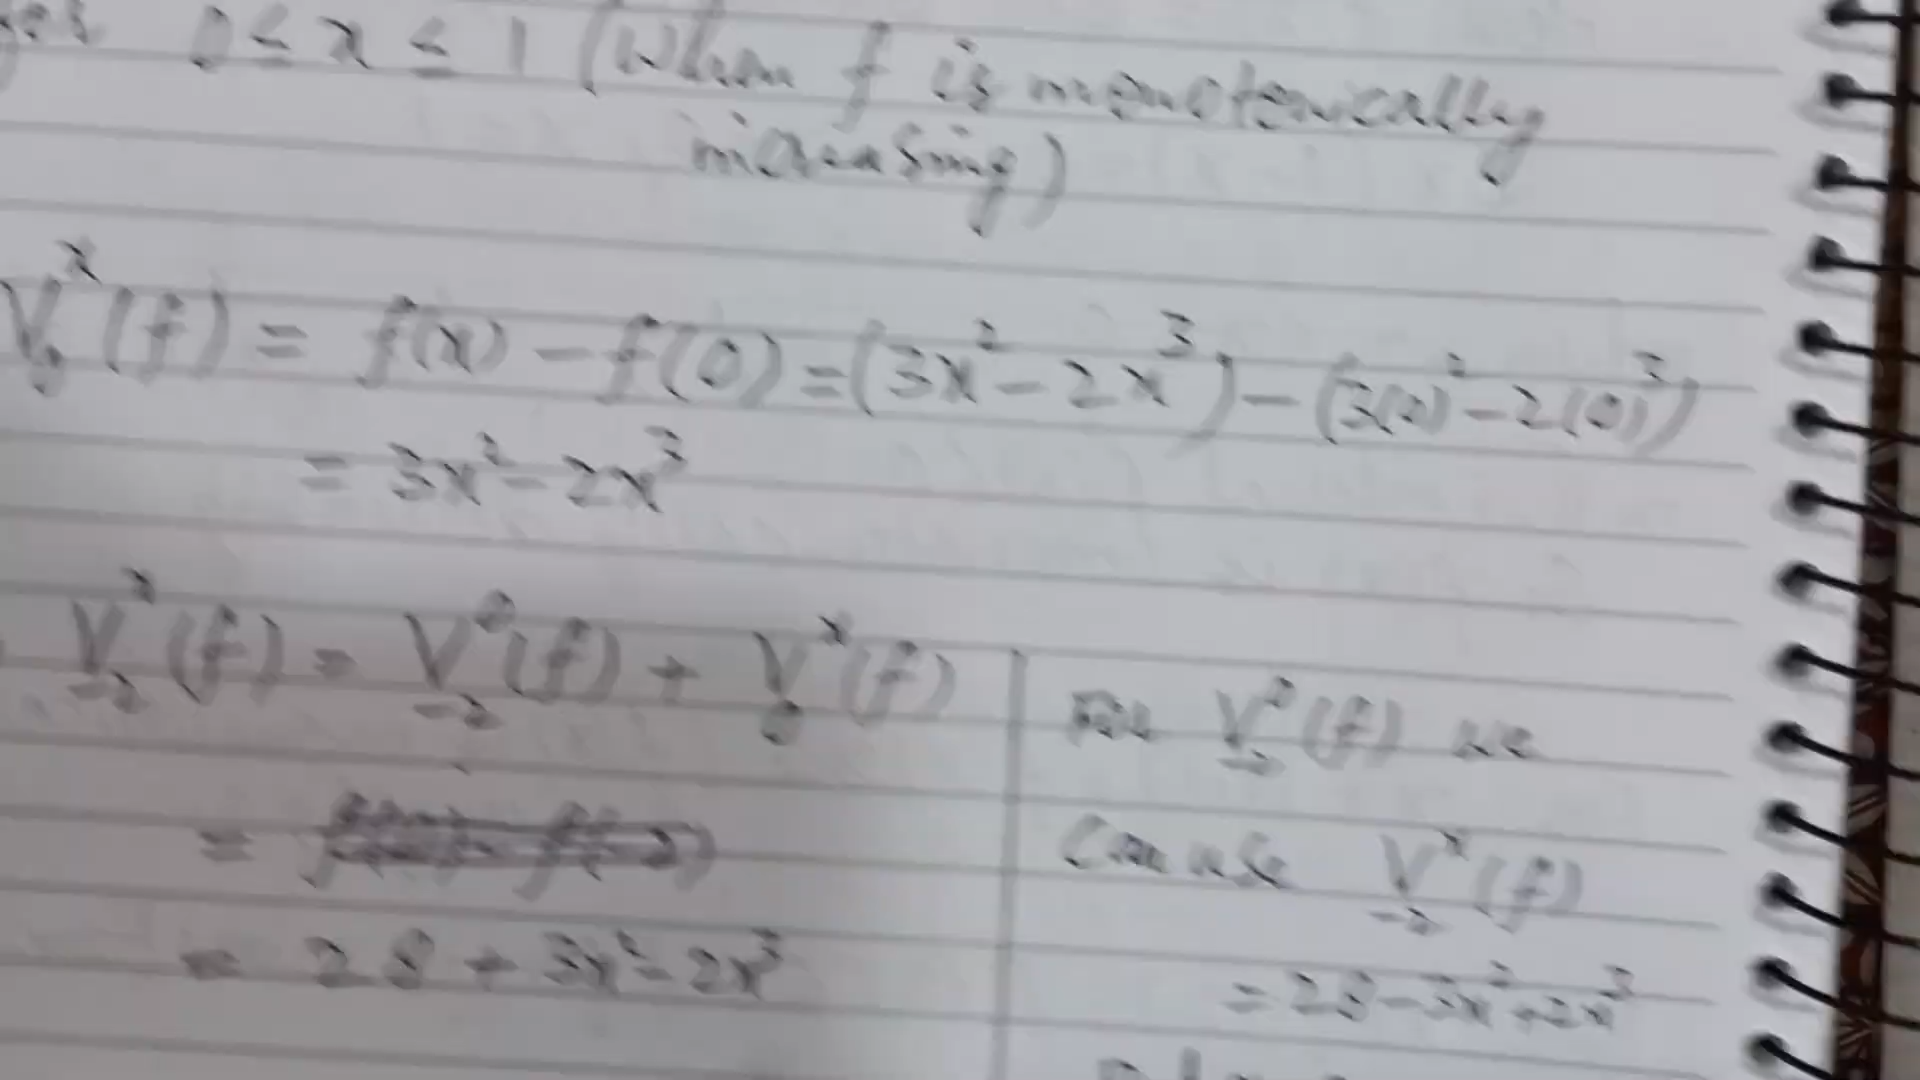 0 ≤ x ≤ 1 (When f is monotonically
increasing)
V₀ˣ(f) = f(x) - f(0) = (3x² - 2x³) - (3(0)² - 2(0)³)
= 3x² - 2x³
V₋₂ˣ(f) = V₋₂⁰(f) + V₀ˣ(f)
=
= 28 + 3x² - 2x³
For V₋₂⁰(f) we
can use V₋₂ˣ(f)
= 28 - 3x² + 2x³